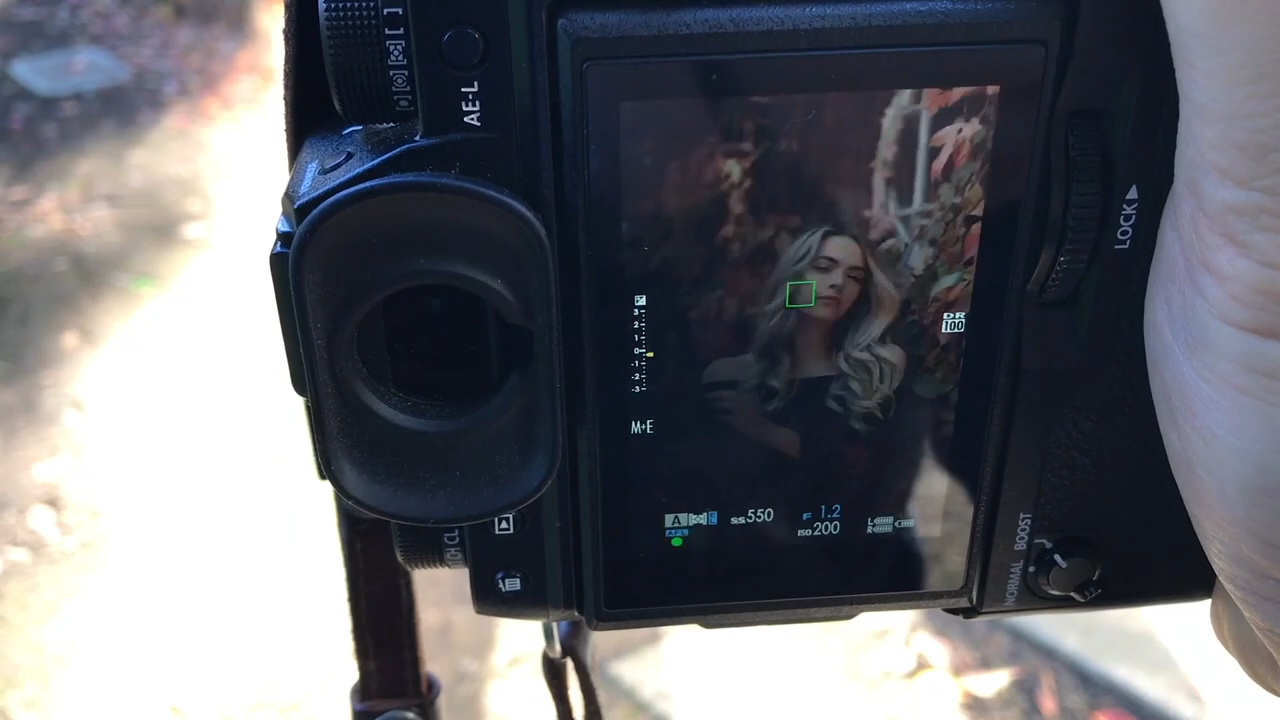 AE-L
LOCK
DR
100
3
2
1
0
-1
-2
-3
M+E
A
SS 550
F 1.2
AFL
ISO 200
L
R
NORMAL BOOST